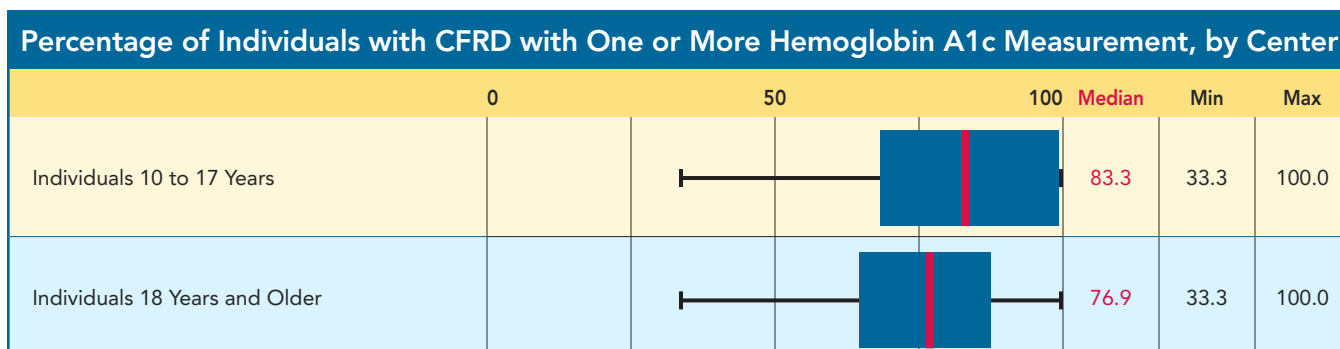 Percentage of Individuals with CFRD with One or More Hemoglobin A1c Measurement, by Center
0 50 100 Median Min Max
Individuals 10 to 17 Years 83.3 33.3 100.0
Individuals 18 Years and Older 76.9 33.3 100.0